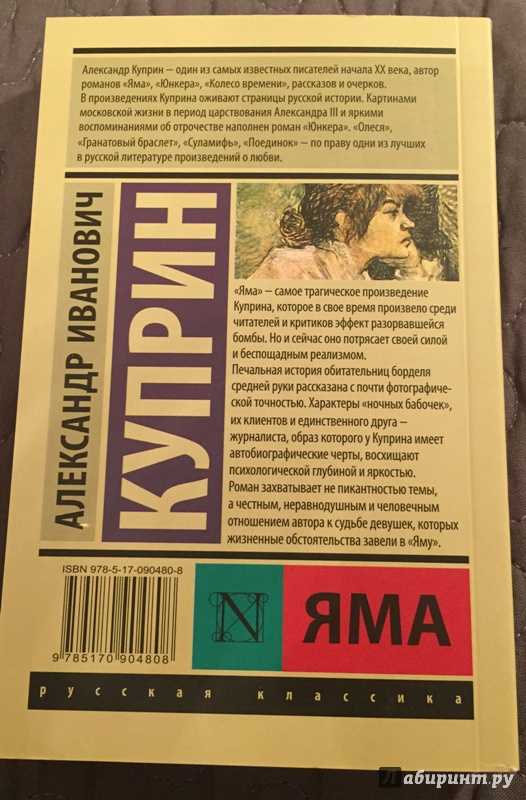 Александр Куприн – один из самых известных писателей начала XX века, автор
романов «Яма», «Юнкера», «Колесо времени», рассказов и очерков.
В произведениях Куприна оживают страницы русской истории. Картинами
московской жизни в период царствования Александра III и яркими
воспоминаниями об отрочестве наполнен роман «Юнкера». «Олеся»,
«Гранатовый браслет», «Суламифь», «Поединок» – по праву одни из лучших
в русской литературе произведений о любви.
АЛЕКСАНДР ИВАНОВИЧ
КУПРИН
«Яма» – самое трагическое произведение
Куприна, которое в свое время произвело среди
читателей и критиков эффект разорвавшейся
бомбы. Но и сейчас оно потрясает своей силой
и беспощадным реализмом.
Печальная история обитательниц борделя
средней руки рассказана с почти фотографиче-
ской точностью. Характеры «ночных бабочек»,
их клиентов и единственного друга –
журналиста, образ которого у Куприна имеет
автобиографические черты, восхищают
психологической глубиной и яркостью.
Роман захватывает не пикантностью темы,
а честным, неравнодушным и человечным
отношением автора к судьбе девушек, которых
жизненные обстоятельства завели в «Яму».
ISBN 978-5-17-090480-8
9 785170 904808
N
ЯМА
русская классика
лабиринт.ру